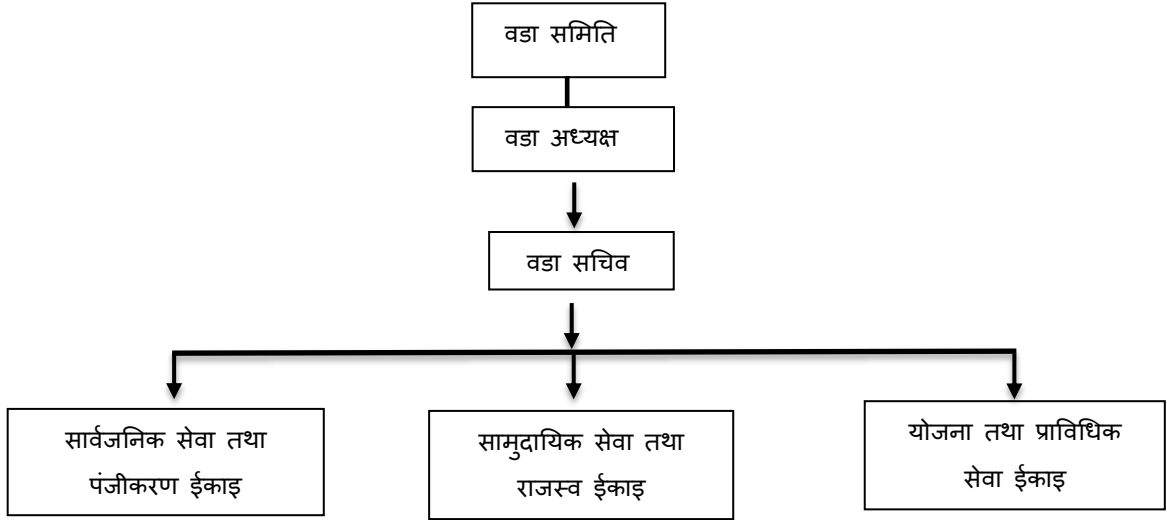 वडा समिति
वडा अध्यक्ष
वडा सचिव
सार्वजनिक सेवा तथा
पंजीकरण ईकाइ
सामुदायिक सेवा तथा
राजस्व ईकाइ
योजना तथा प्राविधिक
सेवा ईकाइ